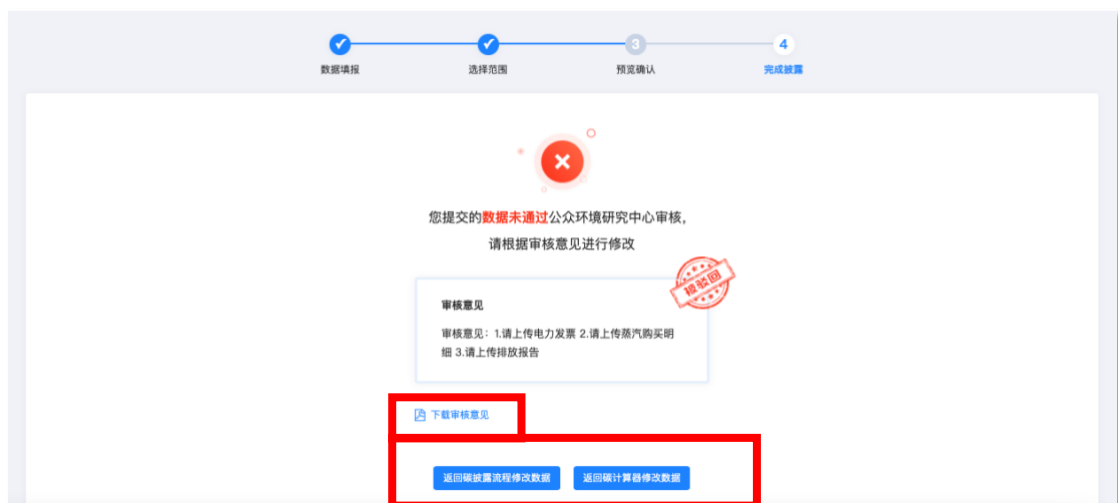 3
4
数据填报
选择范围
预览确认
完成披露
您提交的数据未通过公众环境研究中心审核,
请根据审核意见进行修改
被驳回
审核意见
审核意见：1.请上传电力发票 2.请上传蒸汽购买明
细 3.请上传排放报告
下载审核意见
返回碳披露流程修改数据
返回碳计算器修改数据